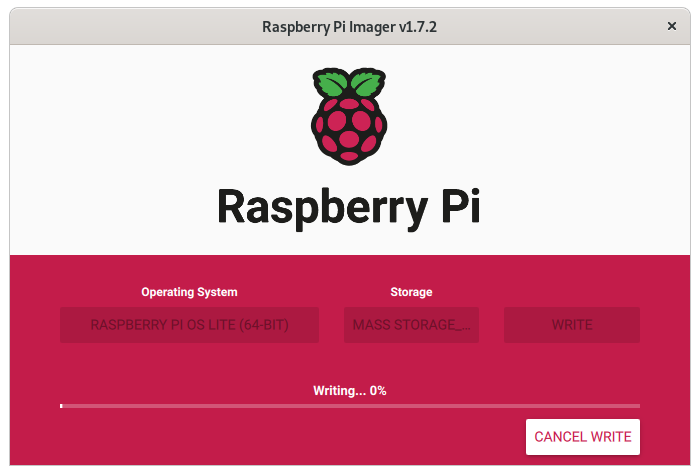 Raspberry Pi Imager v1.7.2
Raspberry Pi
Operating System
Storage
RASPBERRY PI OS LITE (64-BIT)
MASS STORAGE_...
WRITE
Writing... 0%
CANCEL WRITE